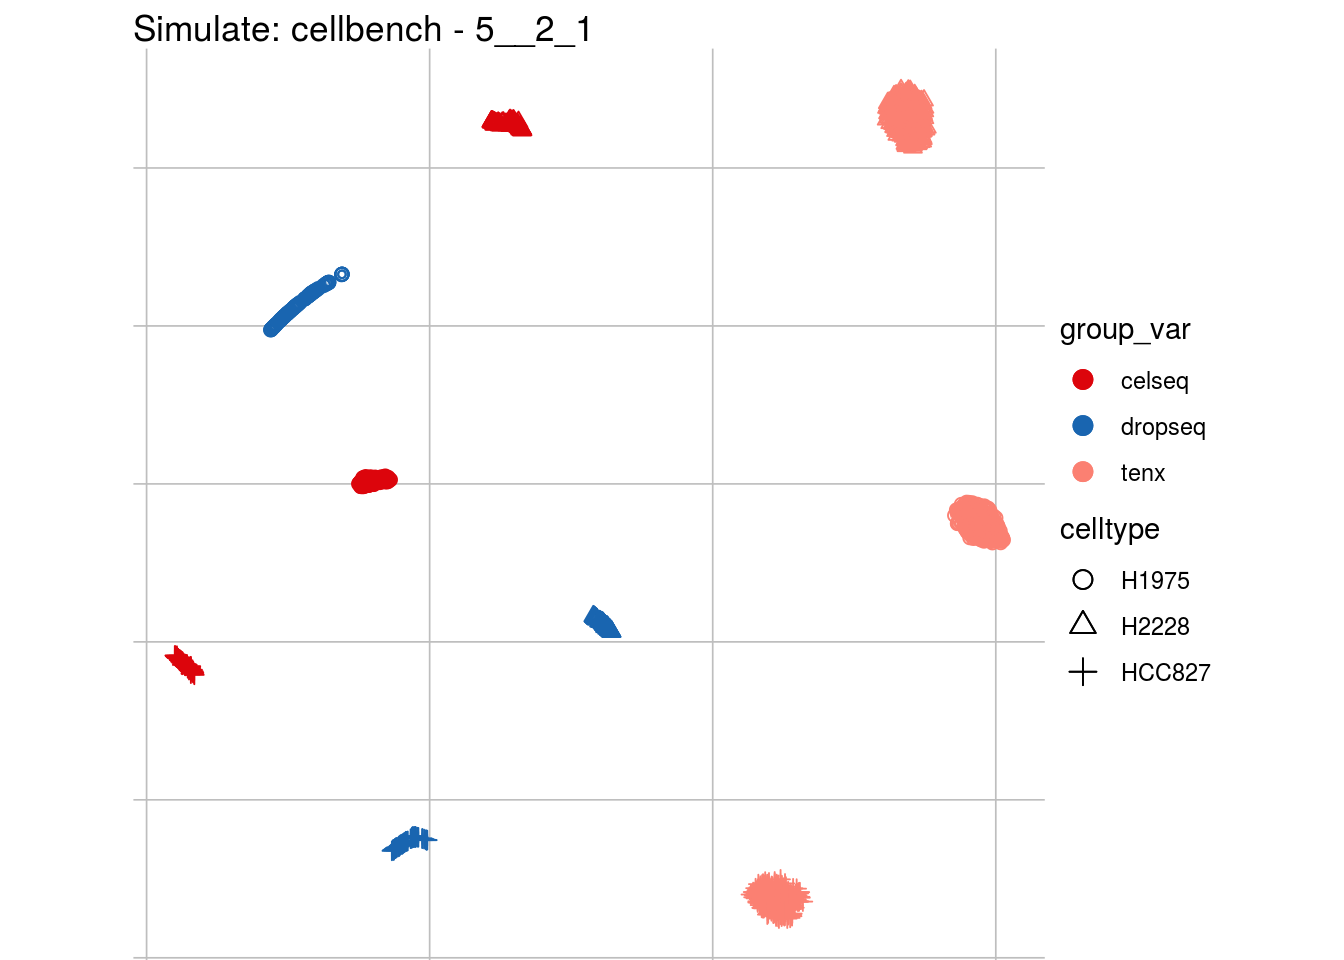 Simulate: cellbench - 5__2_1
group_var
celseq
dropseq
tenx
celltype
H1975
H2228
HCC827